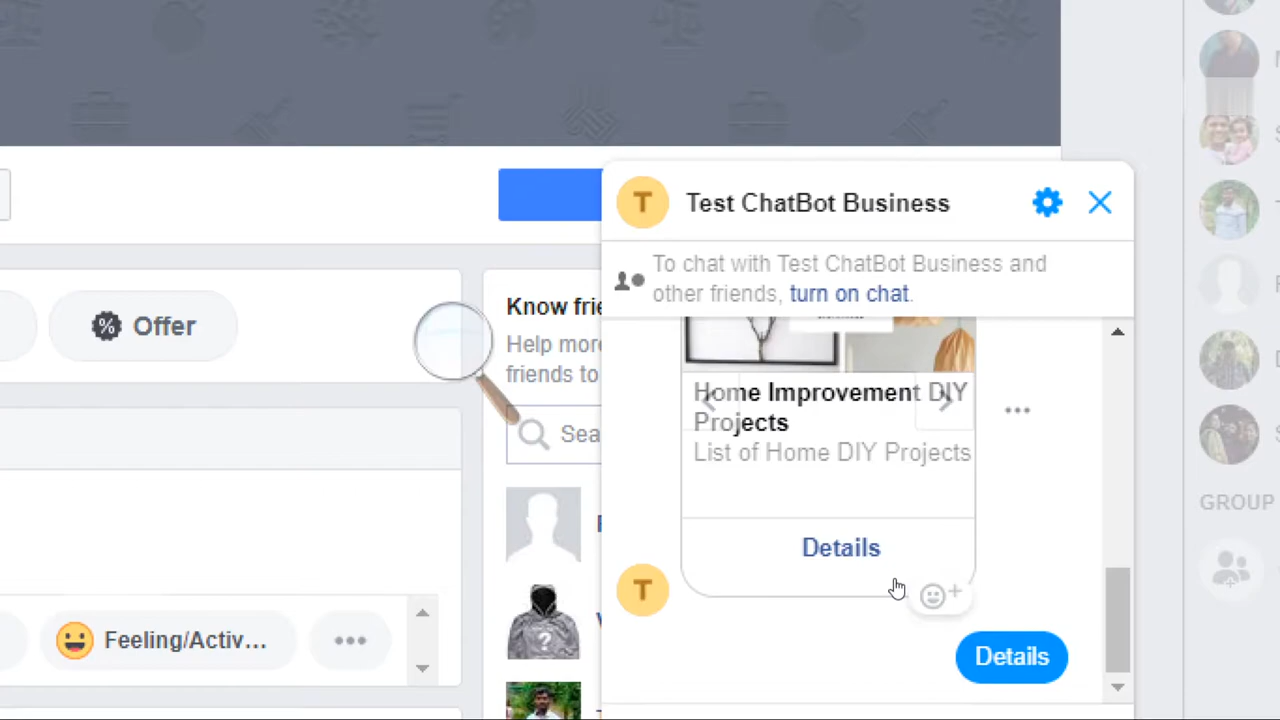 T
Test ChatBot Business
To chat with Test ChatBot Business and
other friends, turn on chat.
% Offer
Know frie
Help more
friends to
Sea
Home Improvement DIY
Projects
List of Home DIY Projects
Details
T
Details
Feeling/Activ...
GROUP